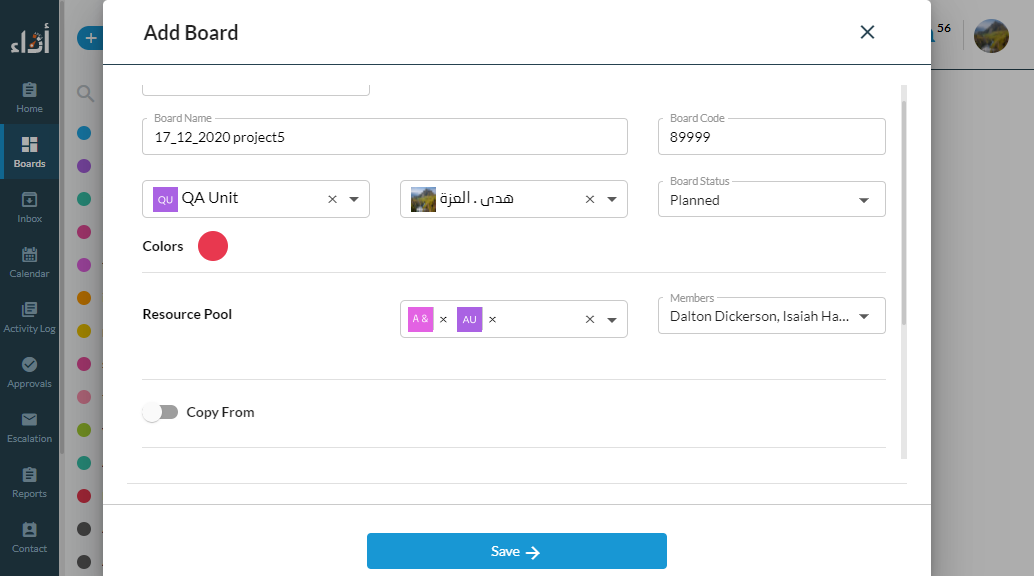 أداء
Home
Boards
Inbox
Calendar
Activity Log
Approvals
Escalation
Reports
Contact
56
Add Board
Board Name
17_12_2020 project5
Board Code
89999
QU QA Unit
هدى . العزة
Board Status
Planned
Colors
Resource Pool
A &
AU
Members
Dalton Dickerson, Isaiah Ha...
Copy From
Save